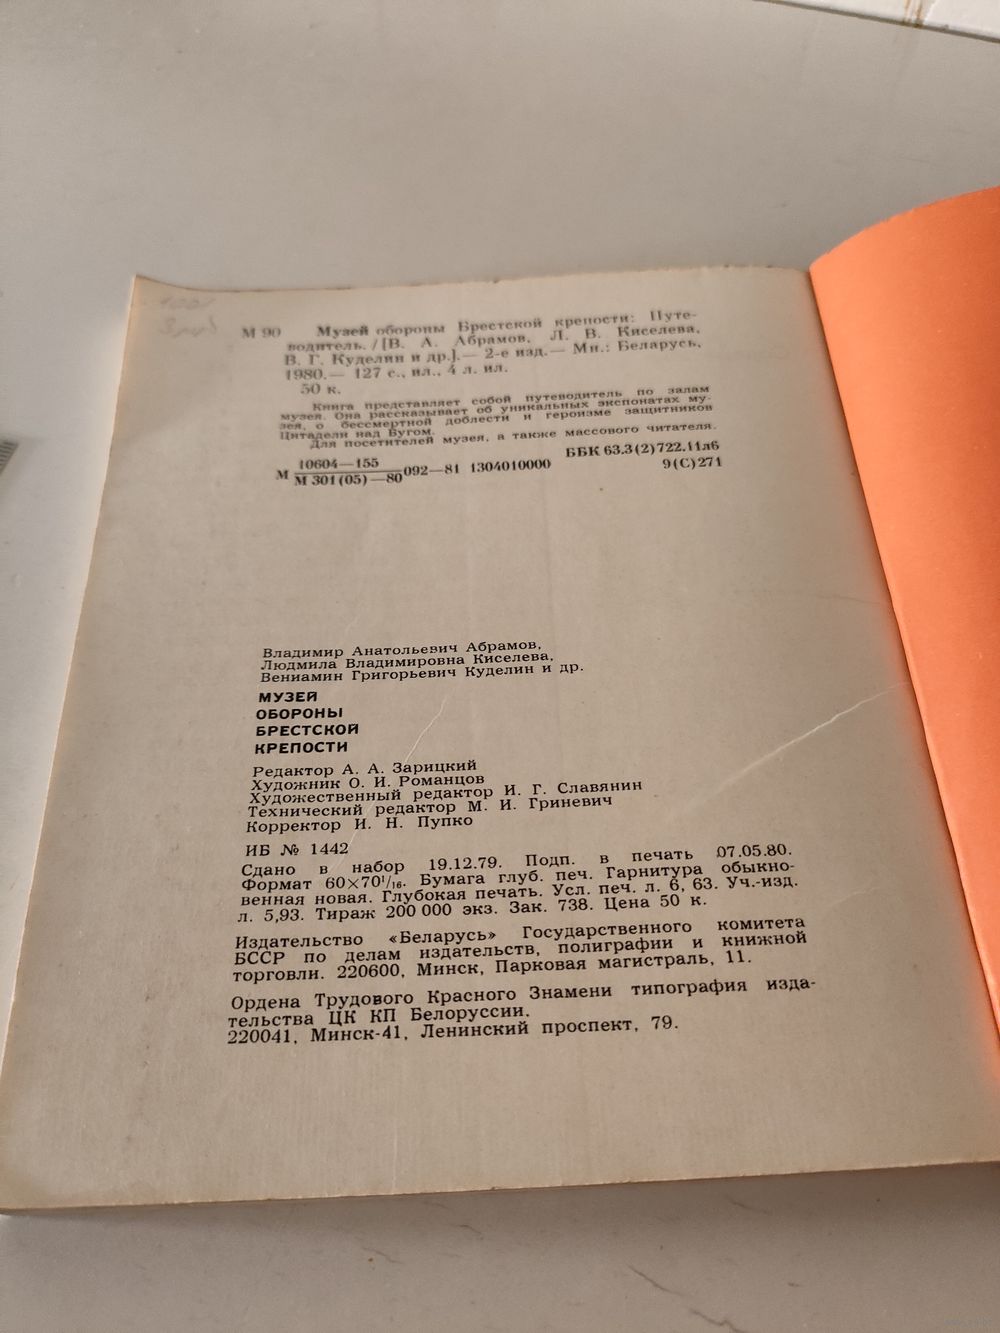 М 90 Музей обороны Брестской крепости: Путе-
водитель. / [В. А. Абрамов, Л. В. Киселева,
В. Г. Куделин и др.].— 2-е изд.— Мн.: Беларусь,
1980.— 127 с., ил., 4 л. ил.
50 к.
Книга представляет собой путеводитель по залам
музея. Она рассказывает об уникальных экспонатах му-
зея, о бессмертной доблести и героизме защитников
Цитадели над Бугом.
Для посетителей музея, а также массового читателя.
ББК 63.3(2)722.11л6
М 10604—155
М 301(05)—80 092—81 1304010000 9(С)271
Владимир Анатольевич Абрамов,
Людмила Владимировна Киселева,
Вениамин Григорьевич Куделин и др.
МУЗЕЙ
ОБОРОНЫ
БРЕСТСКОЙ
КРЕПОСТИ
Редактор А. А. Зарицкий
Художник О. И. Романцов
Художественный редактор И. Г. Славянин
Технический редактор М. И. Гриневич
Корректор И. Н. Пупко
ИБ № 1442
Сдано в набор 19.12.79. Подп. в печать 07.05.80.
Формат 60×70¹/₁₆. Бумага глуб. печ. Гарнитура обыкно-
венная новая. Глубокая печать. Усл. печ. л. 6, 63. Уч.-изд.
л. 5,93. Тираж 200 000 экз. Зак. 738. Цена 50 к.
Издательство «Беларусь» Государственного комитета
БССР по делам издательств, полиграфии и книжной
торговли. 220600, Минск, Парковая магистраль, 11.
Ордена Трудового Красного Знамени типография изда-
тельства ЦК КП Белоруссии.
220041, Минск-41, Ленинский проспект, 79.